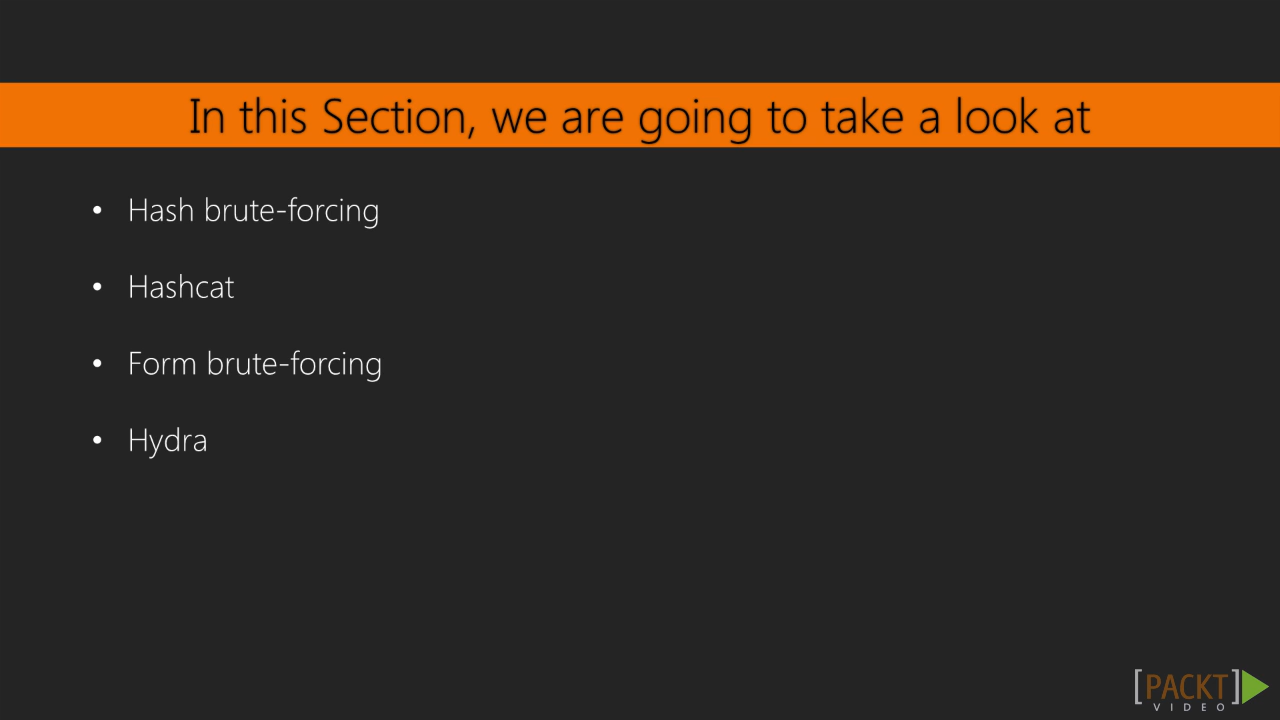 In this Section, we are going to take a look at
• Hash brute-forcing
• Hashcat
• Form brute-forcing
• Hydra
[PACKT]
VIDEO